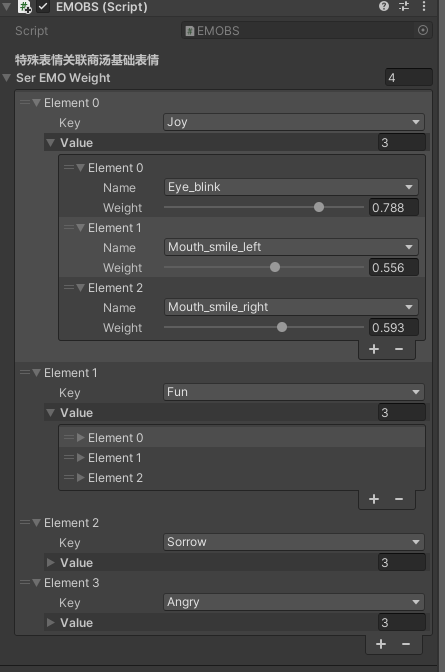 EMOBS (Script)
Script EMOBS
特殊表情关联商汤基础表情
Ser EMO Weight 4
Element 0
Key Joy
Value 3
Element 0
Name Eye_blink
Weight 0.788
Element 1
Name Mouth_smile_left
Weight 0.556
Element 2
Name Mouth_smile_right
Weight 0.593
+ −
Element 1
Key Fun
Value 3
Element 0
Element 1
Element 2
+ −
Element 2
Key Sorrow
Value 3
Element 3
Key Angry
Value 3
+ −